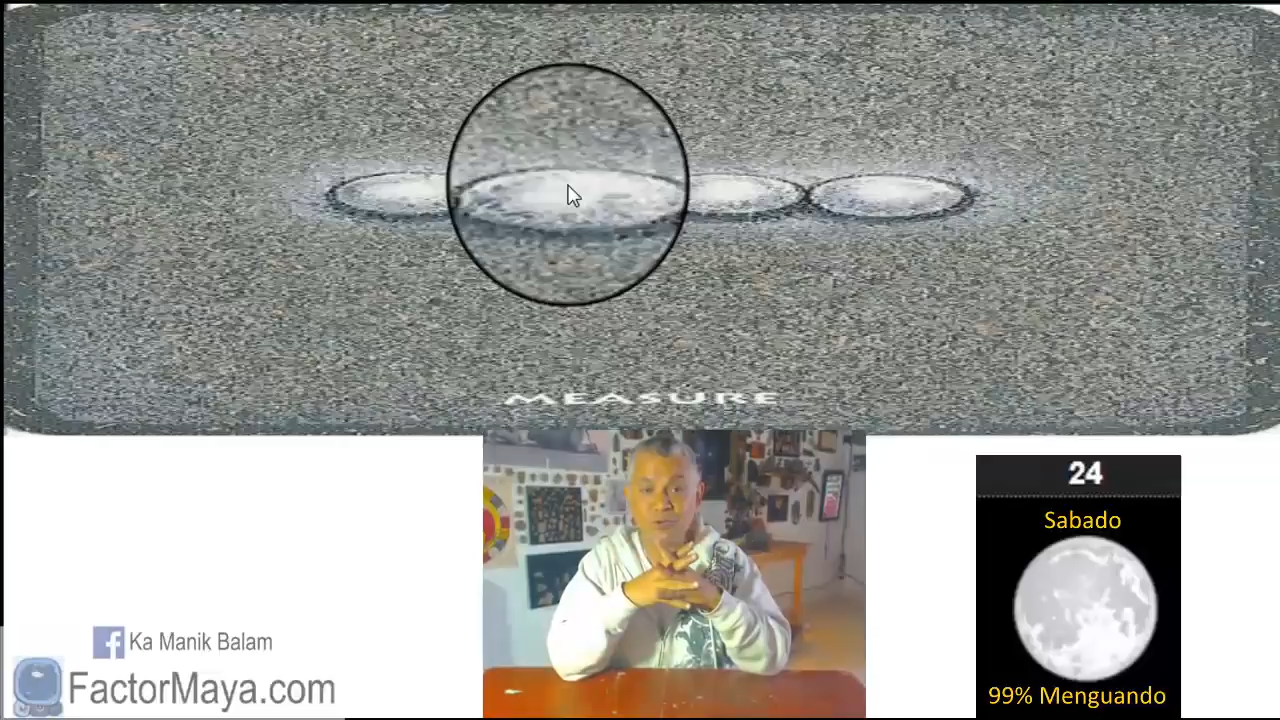 MEASURE
24
Sabado
99% Menguando
Ka Manik Balam
FactorMaya.com